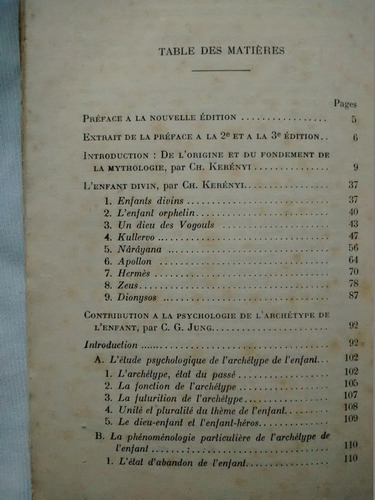 TABLE DES MATIÈRES
Pages
PRÉFACE A LA NOUVELLE ÉDITION ................ 5
EXTRAIT DE LA PRÉFACE A LA 2e ET A LA 3e ÉDITION.. 6
INTRODUCTION : DE L'ORIGINE ET DU FONDEMENT DE
LA MYTHOLOGIE, PAR CH. KERÉNYI............... 9
L'ENFANT DIVIN, PAR CH. KERÉNYI................ 37
1. Enfants divins ............................ 37
2. L'enfant orphelin.......................... 40
3. Un dieu des Vogouls ....................... 43
4. Kullervo .................................. 47
5. Nârâyana .................................. 56
6. Apollon ................................... 64
7. Hermès .................................... 70
8. Zeus ...................................... 78
9. Dionysos .................................. 87
CONTRIBUTION A LA PSYCHOLOGIE DE L'ARCHÉTYPE DE
L'ENFANT, PAR C. G. JUNG..................... 92
Introduction ................................. 92
A. L'étude psychologique de l'archétype de l'enfant... 102
1. L'archétype, état du passé ................ 102
2. La fonction de l'archétype ................ 105
3. La futurition de l'archétype .............. 107
4. Unité et pluralité du thème de l'enfant..... 108
5. Le dieu-enfant et l'enfant-héros........... 109
B. La phénoménologie particulière de l'archétype de
l'enfant ..................................... 110
1. L'état d'abandon de l'enfant............... 110